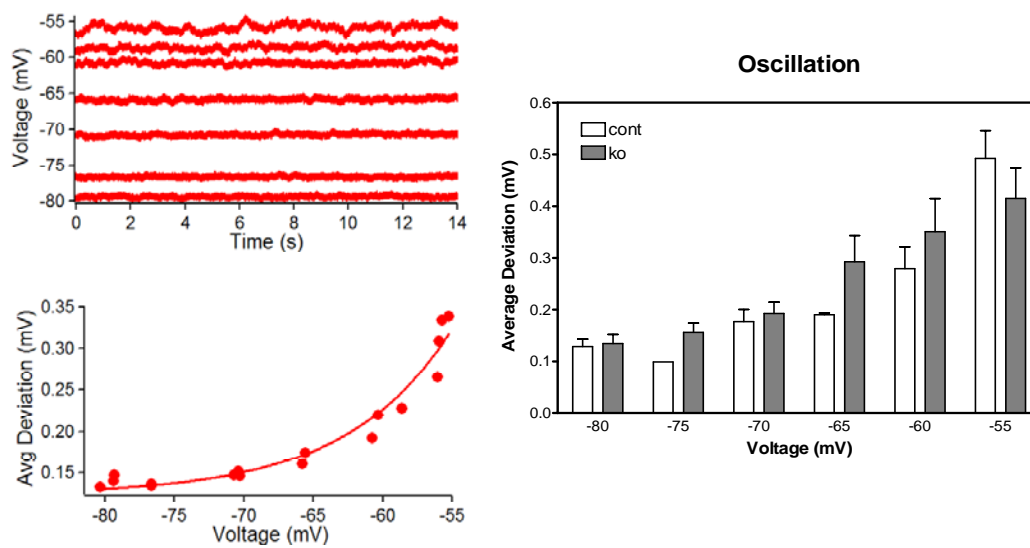 -55
-60
-65
-70
-75
-80
Voltage (mV)
0 2 4 6 8 10 12 14
Time (s)
0.35
0.30
0.25
0.20
0.15
Avg Deviation (mV)
-80 -75 -70 -65 -60 -55
Voltage (mV)
Oscillation
cont
ko
0.6
0.5
0.4
0.3
0.2
0.1
0.0
Average Deviation (mV)
-80 -75 -70 -65 -60 -55
Voltage (mV)